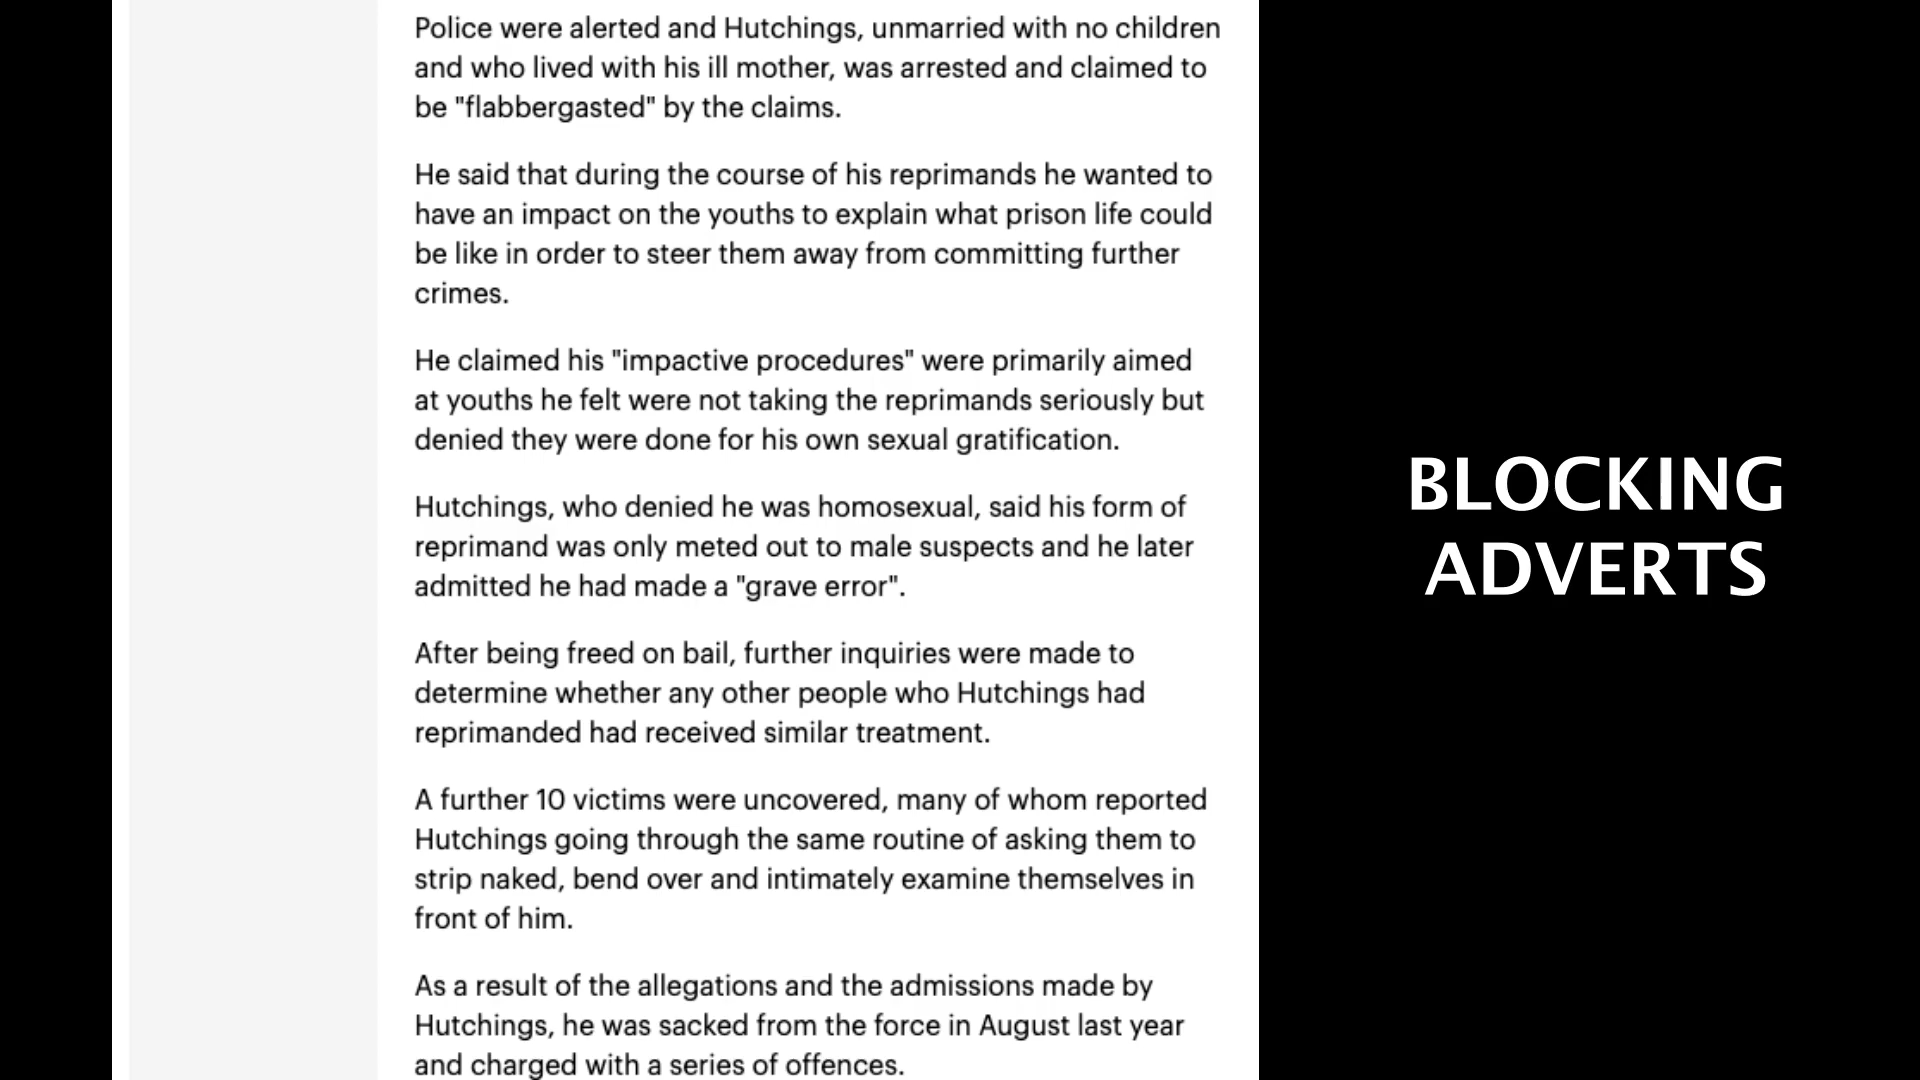 Police were alerted and Hutchings, unmarried with no children
and who lived with his ill mother, was arrested and claimed to
be "flabbergasted" by the claims.
He said that during the course of his reprimands he wanted to
have an impact on the youths to explain what prison life could
be like in order to steer them away from committing further
crimes.
He claimed his "impactive procedures" were primarily aimed
at youths he felt were not taking the reprimands seriously but
denied they were done for his own sexual gratification.
Hutchings, who denied he was homosexual, said his form of
reprimand was only meted out to male suspects and he later
admitted he had made a "grave error".
After being freed on bail, further inquiries were made to
determine whether any other people who Hutchings had
reprimanded had received similar treatment.
A further 10 victims were uncovered, many of whom reported
Hutchings going through the same routine of asking them to
strip naked, bend over and intimately examine themselves in
front of him.
As a result of the allegations and the admissions made by
Hutchings, he was sacked from the force in August last year
and charged with a series of offences.
BLOCKING
ADVERTS